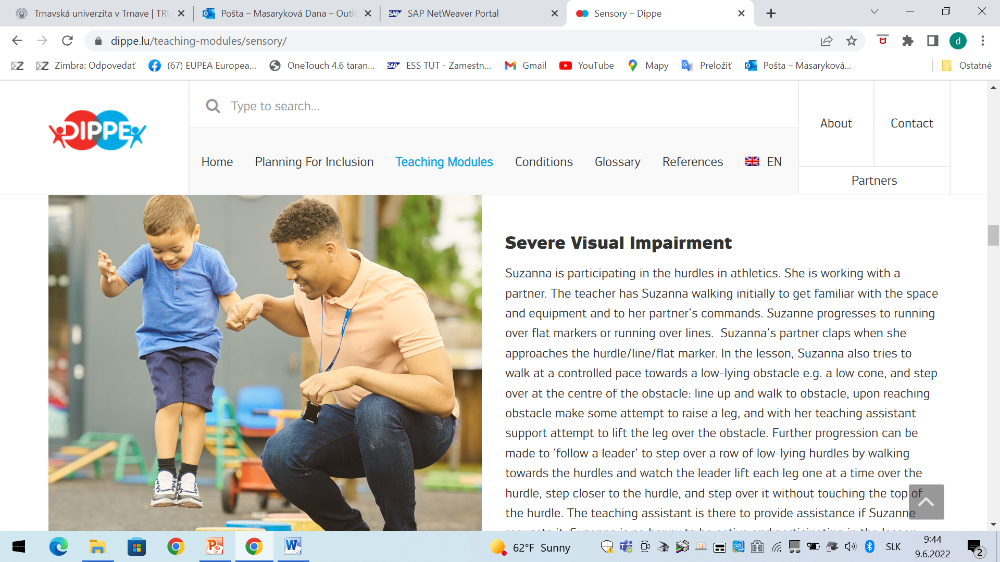 Trnavská univerzita v Trnave | TRU
Pošta – Masaryková Dana – Outlo
SAP NetWeaver Portal
Sensory – Dippe
dippe.lu/teaching-modules/sensory/
d
Zimbra: Odpovedať
(67) EUPEA Europea...
OneTouch 4.6 taran...
ESS TUT - Zamestn...
Gmail
YouTube
Mapy
Preložiť
Pošta – Masaryková...
Ostatné
DIPPE
Type to search...
About
Contact
Home
Planning For Inclusion
Teaching Modules
Conditions
Glossary
References
EN
Partners
Severe Visual Impairment
Suzanna is participating in the hurdles in athletics. She is working with a
partner. The teacher has Suzanna walking initially to get familiar with the space
and equipment and to her partner's commands. Suzanne progresses to running
over flat markers or running over lines.  Suzanna's partner claps when she
approaches the hurdle/line/flat marker. In the lesson, Suzanna also tries to
walk at a controlled pace towards a low-lying obstacle e.g. a low cone, and step
over at the centre of the obstacle: line up and walk to obstacle, upon reaching
obstacle make some attempt to raise a leg, and with her teaching assistant
support attempt to lift the leg over the obstacle. Further progression can be
made to 'follow a leader' to step over a row of low-lying hurdles by walking
towards the hurdles and watch the leader lift each leg one at a time over the
hurdle, step closer to the hurdle, and step over it without touching the top of
the hurdle. The teaching assistant is there to provide assistance if Suzanne
62°F Sunny
SLK
9:44
9.6.2022
2